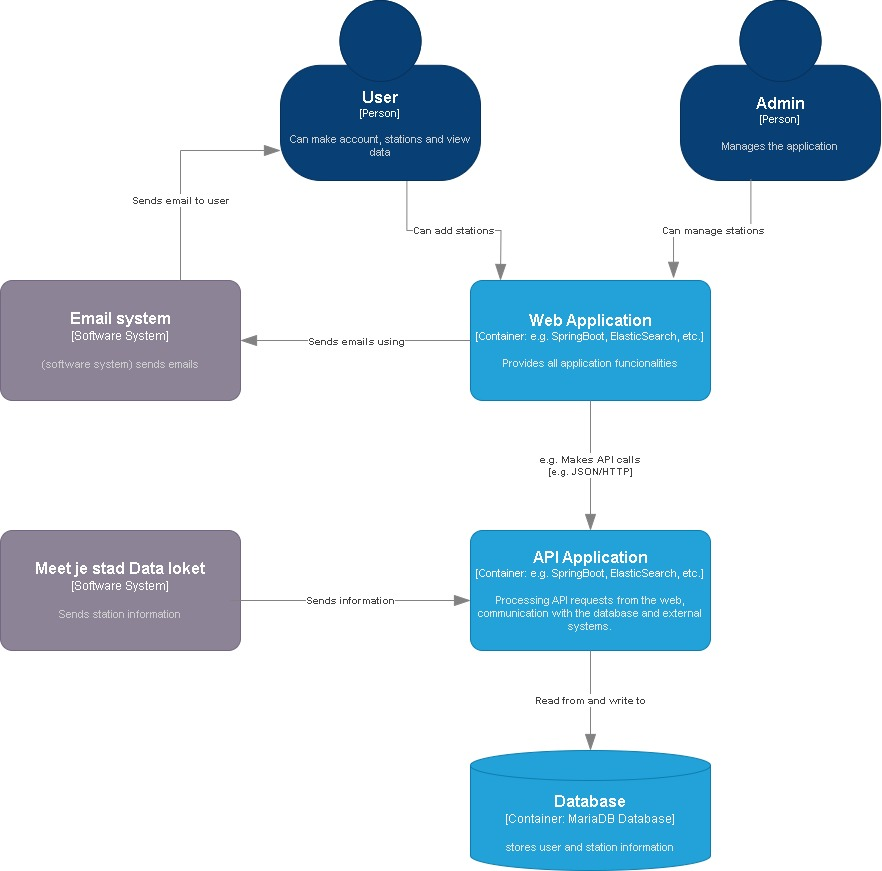 User
[Person]
Can make account, stations and view
data
Admin
[Person]
Manages the application
Sends email to user
Can add stations
Can manage stations
Email system
[Software System]
(software system) sends emails
Sends emails using
Web Application
[Container: e.g. SpringBoot, ElasticSearch, etc.]
Provides all application funcionalities
e.g. Makes API calls
[e.g. JSON/HTTP]
Meet je stad Data loket
[Software System]
Sends station information
Sends information
API Application
[Container: e.g. SpringBoot, ElasticSearch, etc.]
Processing API requests from the web,
communication with the database and external
systems.
Read from and write to
Database
[Container: MariaDB Database]
stores user and station information